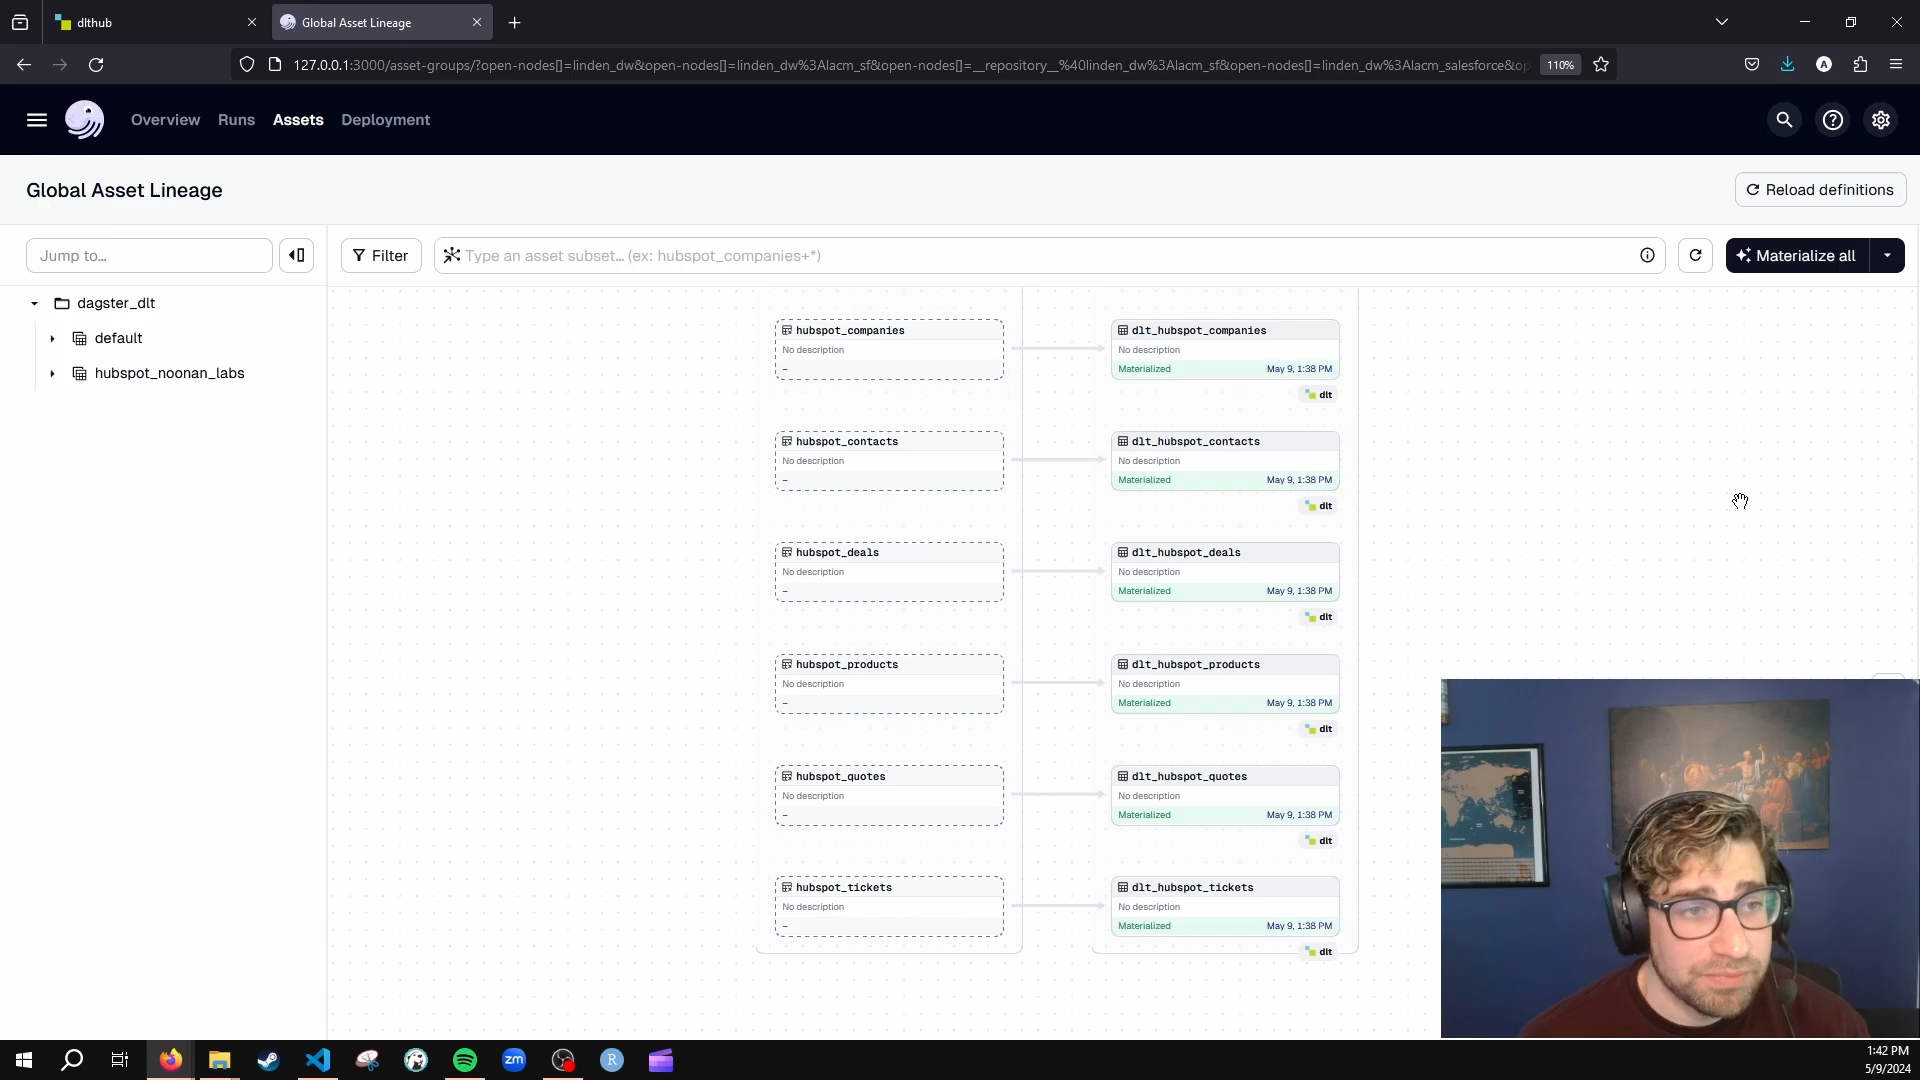 dlthub
Global Asset Lineage
127.0.0.1:3000/asset-groups/?open-nodes[]=linden_dw&open-nodes[]=linden_dw%3Alacm_sf&open-nodes[]=__repository__%40linden_dw%3Alacm_sf&open-nodes[]=linden_dw%3Alacm_salesforce&op
110%
Overview
Runs
Assets
Deployment
Global Asset Lineage
Reload definitions
Jump to…
Filter
Type an asset subset… (ex: hubspot_companies+*)
Materialize all
dagster_dlt
default
hubspot_noonan_labs
hubspot_companies
No description
–
dlt_hubspot_companies
No description
Materialized May 9, 1:38 PM
dlt
hubspot_contacts
No description
–
dlt_hubspot_contacts
No description
Materialized May 9, 1:38 PM
dlt
hubspot_deals
No description
–
dlt_hubspot_deals
No description
Materialized May 9, 1:38 PM
dlt
hubspot_products
No description
–
dlt_hubspot_products
No description
Materialized May 9, 1:38 PM
dlt
hubspot_quotes
No description
–
dlt_hubspot_quotes
No description
Materialized May 9, 1:38 PM
dlt
hubspot_tickets
No description
–
dlt_hubspot_tickets
No description
Materialized May 9, 1:38 PM
dlt
zm
R
1:42 PM
5/9/2024